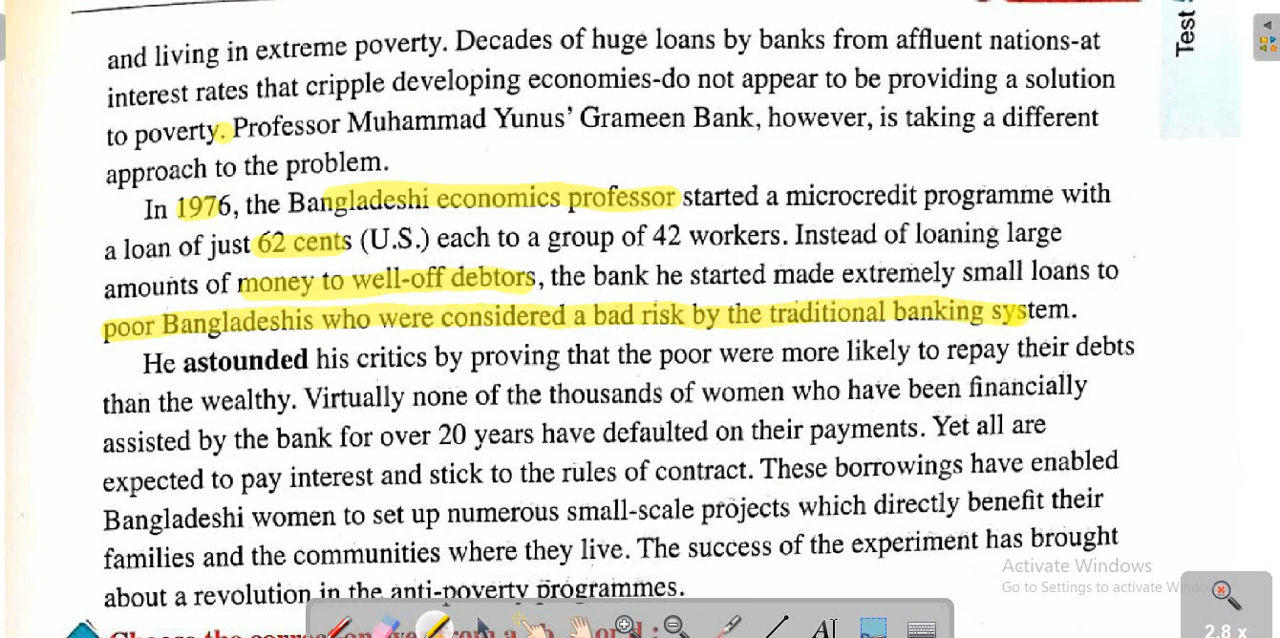 Test
and living in extreme poverty. Decades of huge loans by banks from affluent nations-at
interest rates that cripple developing economies-do not appear to be providing a solution
to poverty. Professor Muhammad Yunus' Grameen Bank, however, is taking a different
approach to the problem.
In 1976, the Bangladeshi economics professor started a microcredit programme with
a loan of just 62 cents (U.S.) each to a group of 42 workers. Instead of loaning large
amounts of money to well-off debtors, the bank he started made extremely small loans to
poor Bangladeshis who were considered a bad risk by the traditional banking system.
He astounded his critics by proving that the poor were more likely to repay their debts
than the wealthy. Virtually none of the thousands of women who have been financially
assisted by the bank for over 20 years have defaulted on their payments. Yet all are
expected to pay interest and stick to the rules of contract. These borrowings have enabled
Bangladeshi women to set up numerous small-scale projects which directly benefit their
families and the communities where they live. The success of the experiment has brought
about a revolution in the anti-poverty programmes.
Activate Windows
Go to Settings to activate
Choose the
AI
2.8 x